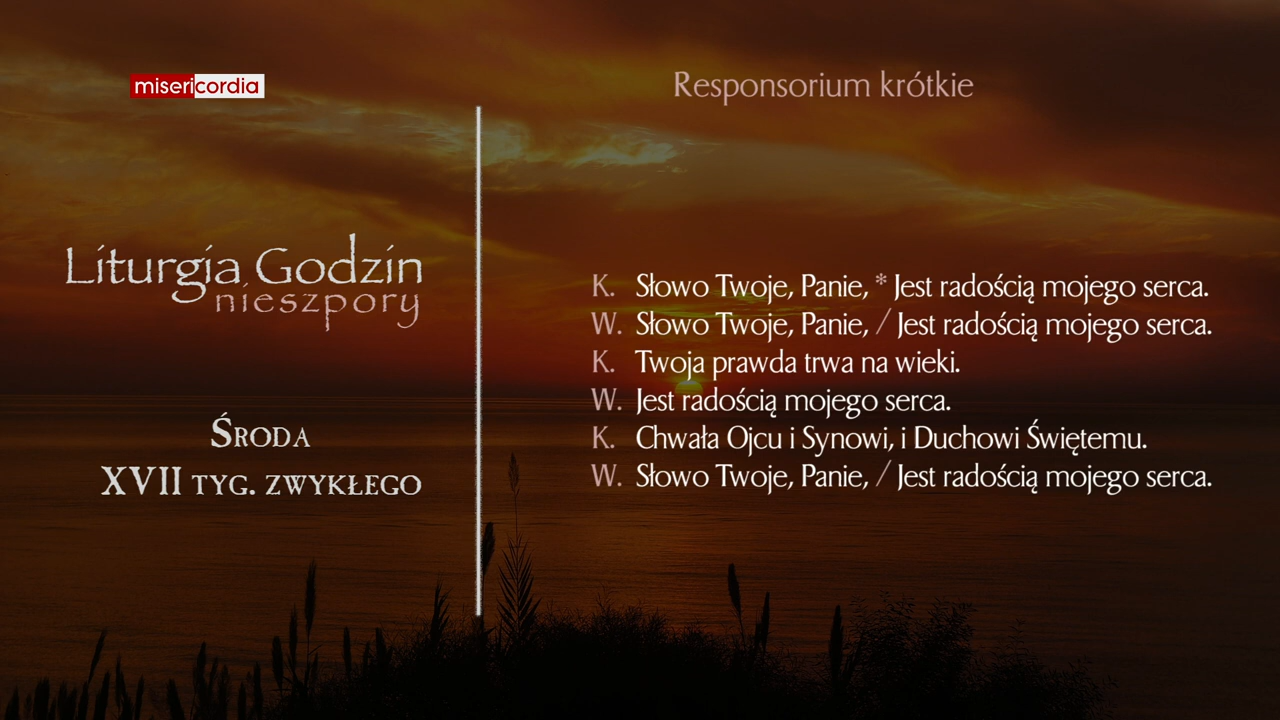 misericordia
Liturgia Godzin
nieszpory
Środa
XVII tyg. zwykłego
Responsorium krótkie
K. Słowo Twoje, Panie, * Jest radością mojego serca.
W. Słowo Twoje, Panie, / Jest radością mojego serca.
K. Twoja prawda trwa na wieki.
W. Jest radością mojego serca.
K. Chwała Ojcu i Synowi, i Duchowi Świętemu.
W. Słowo Twoje, Panie, / Jest radością mojego serca.